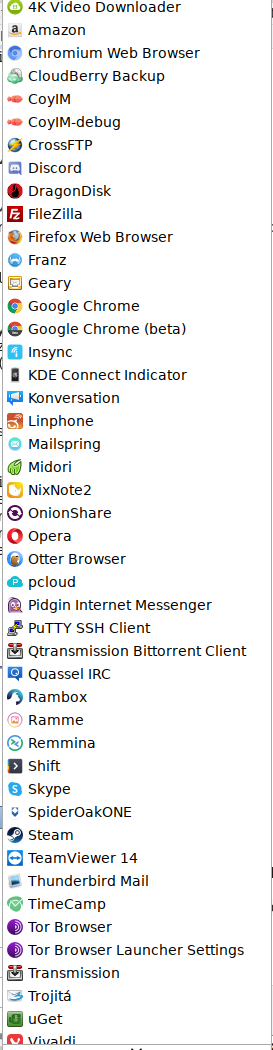 4K Video Downloader
Amazon
Chromium Web Browser
CloudBerry Backup
CoyIM
CoyIM-debug
CrossFTP
Discord
DragonDisk
FileZilla
Firefox Web Browser
Franz
Geary
Google Chrome
Google Chrome (beta)
Insync
KDE Connect Indicator
Konversation
Linphone
Mailspring
Midori
NixNote2
OnionShare
Opera
Otter Browser
pcloud
Pidgin Internet Messenger
PuTTY SSH Client
Qtransmission Bittorrent Client
Quassel IRC
Rambox
Ramme
Remmina
Shift
Skype
SpiderOakONE
Steam
TeamViewer 14
Thunderbird Mail
TimeCamp
Tor Browser
Tor Browser Launcher Settings
Transmission
Trojitá
uGet
Vivaldi